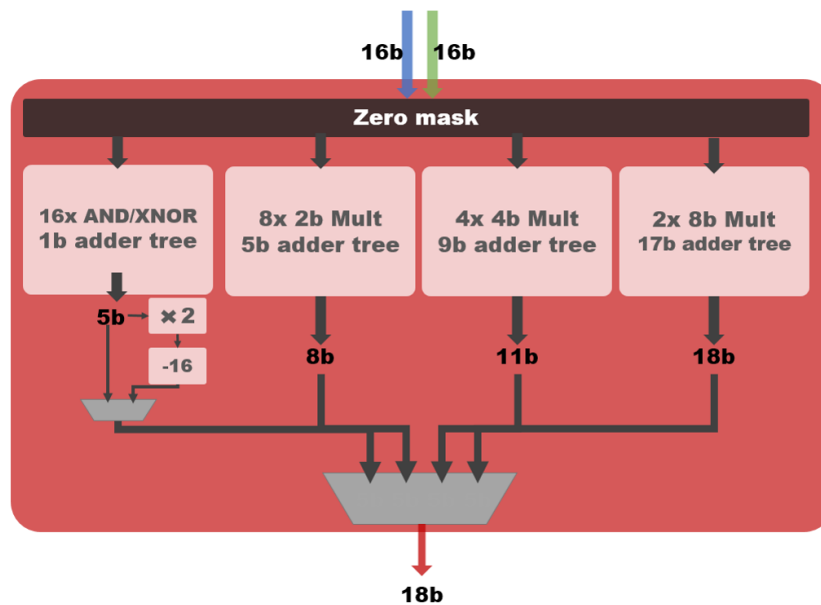 16b 16b
Zero mask
16x AND/XNOR
1b adder tree
8x 2b Mult
5b adder tree
4x 4b Mult
9b adder tree
2x 8b Mult
17b adder tree
5b
×2
-16
8b
11b
18b
18b